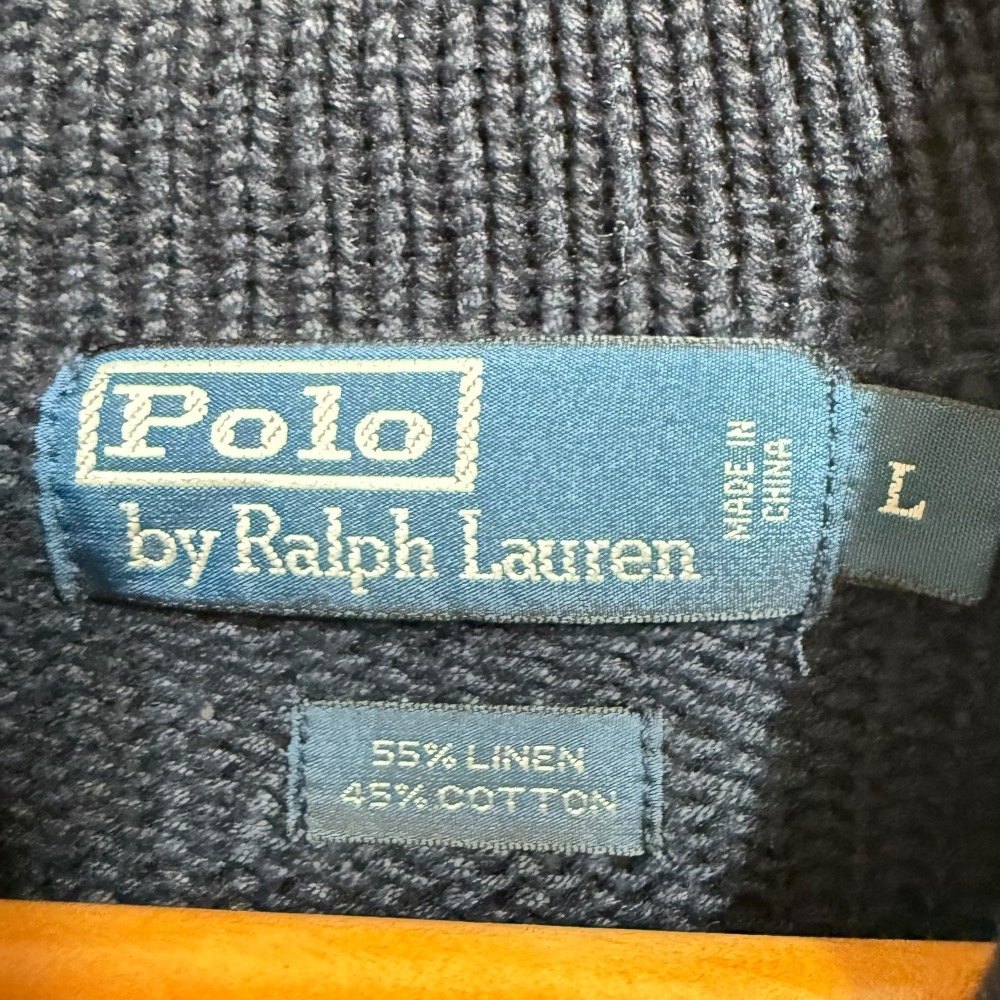 Polo
by Ralph Lauren
MADE IN
CHINA
L
55% LINEN
45% COTTON